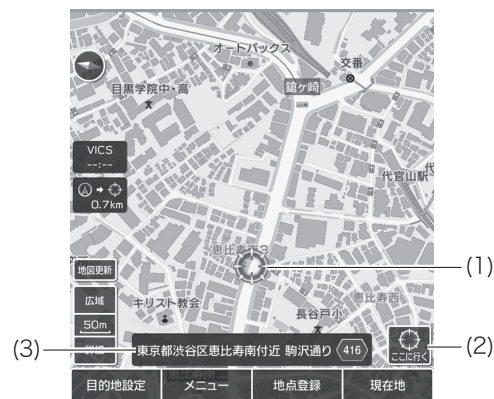 オートバックス
交番
鎗ヶ崎
目黒学院中・高
VICS
--:--
代官山駅
0.7km
恵比寿南3
(1)
地図更新
広域
キリスト教会
恵比寿西
50m
長谷戸小
(2)
(3)
詳細
東京都渋谷区恵比寿南付近 駒沢通り 416
ここに行く
目的地設定
メニュー
地点登録
現在地